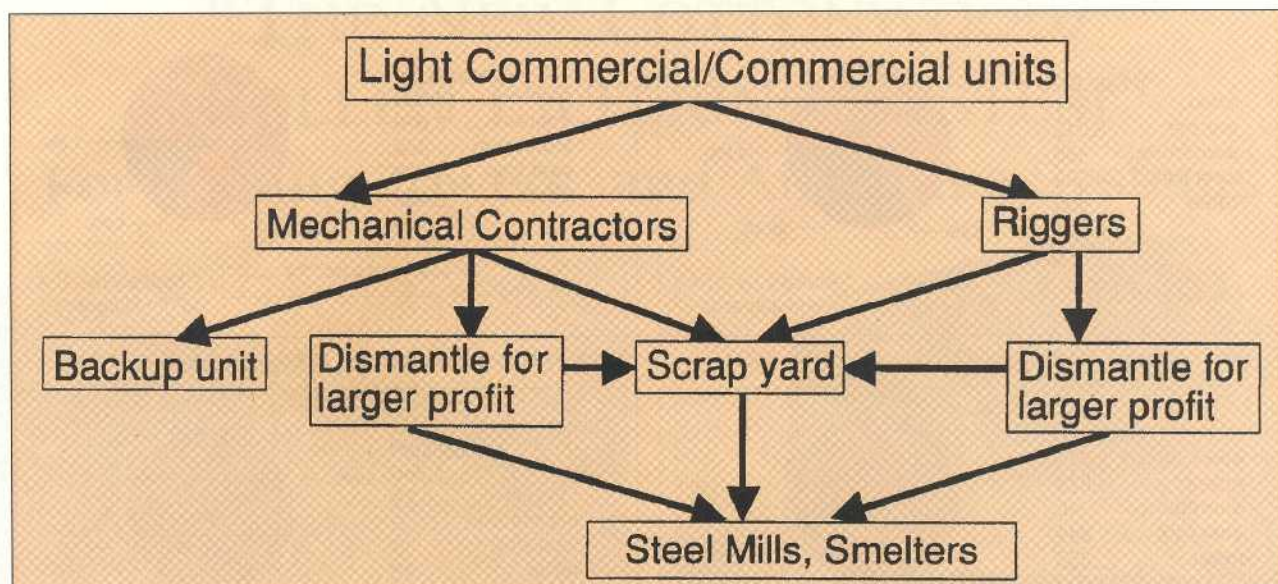 Light Commercial/Commercial units
Mechanical Contractors
Riggers
Backup unit
Dismantle for
larger profit
Scrap yard
Dismantle for
larger profit
Steel Mills, Smelters